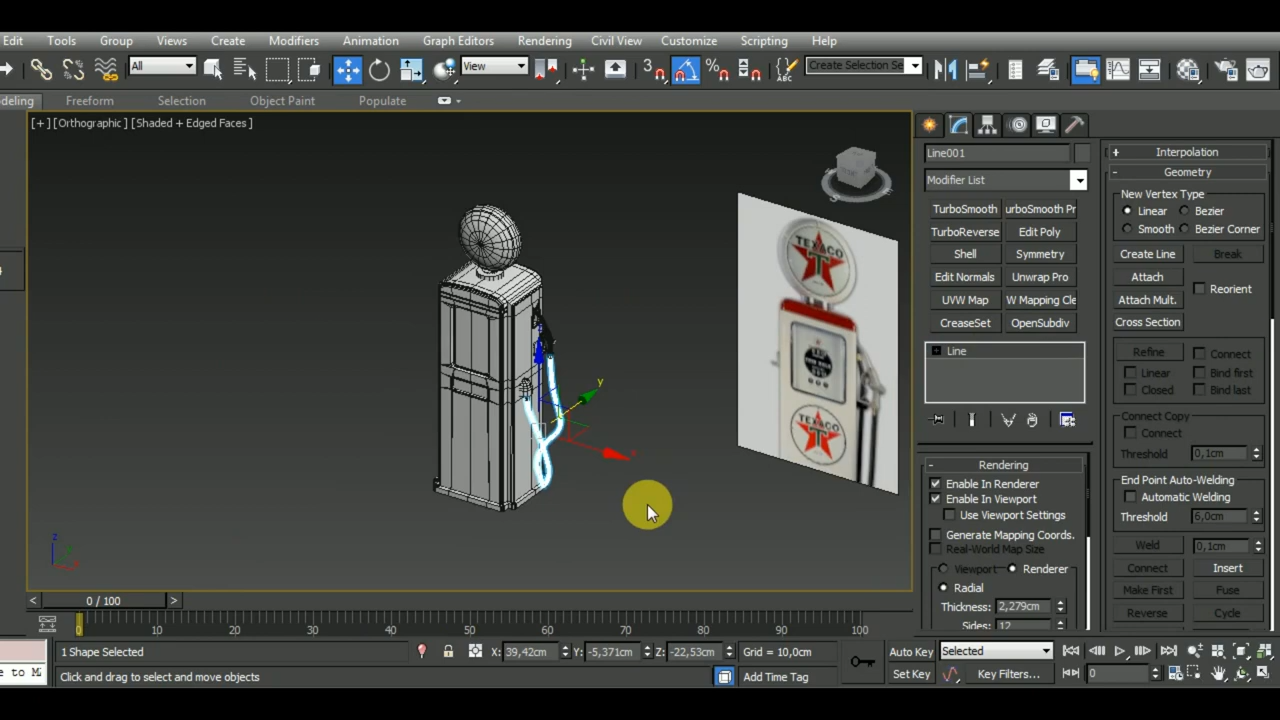 Edit Tools Group Views Create Modifiers Animation Graph Editors Rendering Civil View Customize Scripting Help
All View 3 % ABC Create Selection Se
deling Freeform Selection Object Paint Populate
[+] [Orthographic] [Shaded + Edged Faces]
TEXACO
T
TEXACO
T
x
y
z
Line001
Modifier List
TurboSmooth urboSmooth Pr
TurboReverse Edit Poly
Shell Symmetry
Edit Normals Unwrap Pro
UVW Map W Mapping Cle
CreaseSet OpenSubdiv
+ Line
- Rendering
Enable In Renderer
Enable In Viewport
Use Viewport Settings
Generate Mapping Coords.
Real-World Map Size
Viewport Renderer
Radial
Thickness: 2,279cm
Sides: 12
+ Interpolation
- Geometry
New Vertex Type
Linear Bezier
Smooth Bezier Corner
Create Line Break
Attach
Reorient
Attach Mult.
Cross Section
Refine Connect
Linear Bind first
Closed Bind last
Connect Copy
Connect
Threshold 0,1cm
End Point Auto-Welding
Automatic Welding
Threshold 6,0cm
Weld 0,1cm
Connect Insert
Make First Fuse
Reverse Cycle
< 0 / 100 >
0 10 20 30 40 50 60 70 80 90 100
1 Shape Selected X: 39,42cm Y: -5,371cm Z: -22,53cm Grid = 10,0cm Auto Key Selected
e to Mi Click and drag to select and move objects Add Time Tag Set Key Key Filters... 0